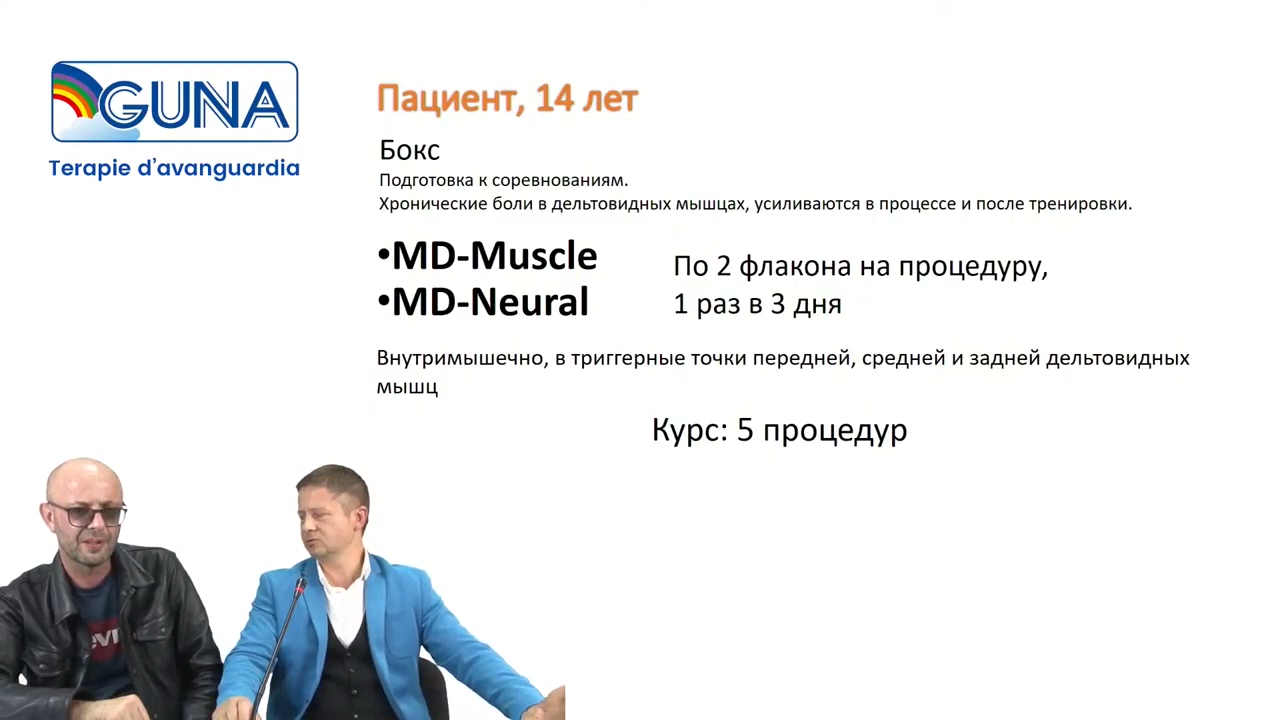 GUNA
Terapie d'avanguardia
Пациент, 14 лет
Бокс
Подготовка к соревнованиям.
Хронические боли в дельтовидных мышцах, усиливаются в процессе и после тренировки.
•MD-Muscle
•MD-Neural
По 2 флакона на процедуру,
1 раз в 3 дня
Внутримышечно, в триггерные точки передней, средней и задней дельтовидных
мышц
Курс: 5 процедур